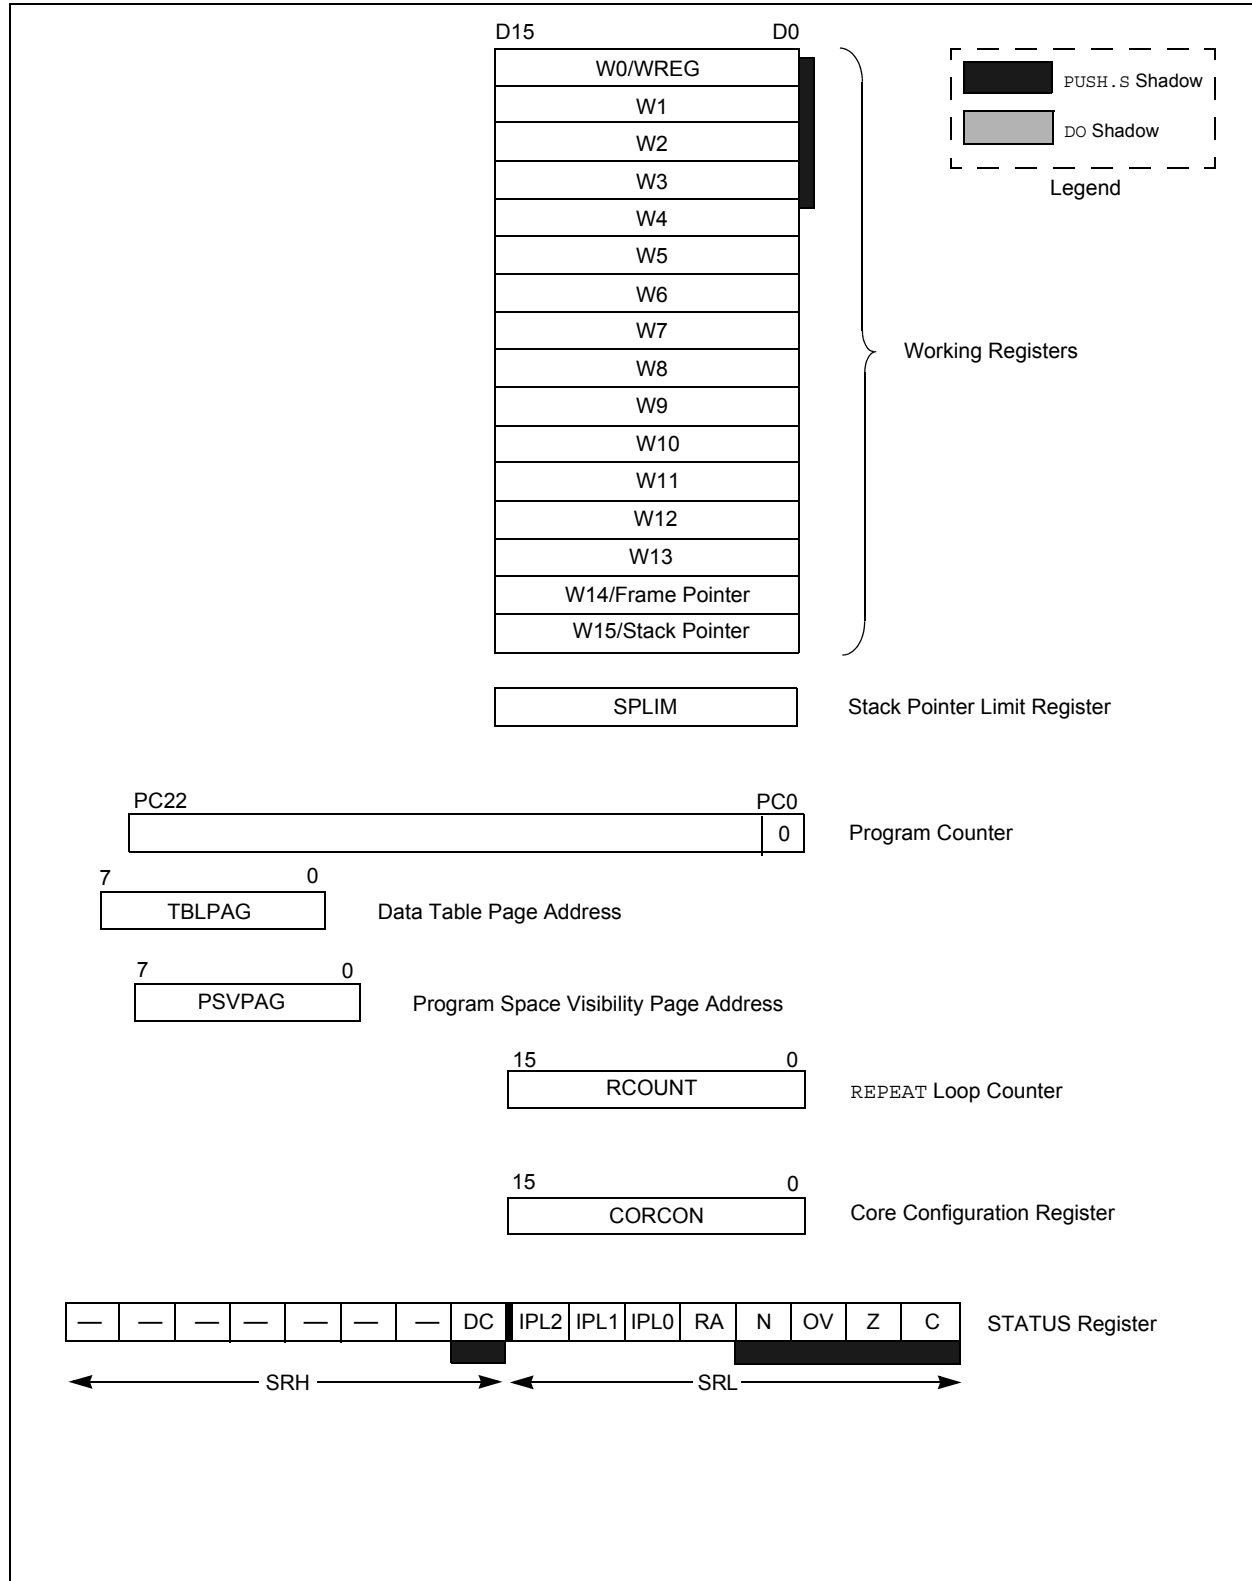 D15 D0
W0/WREG
W1
W2
W3
W4
W5
W6
W7
W8
W9
W10
W11
W12
W13
W14/Frame Pointer
W15/Stack Pointer
PUSH.S Shadow
DO Shadow
Legend
Working Registers
SPLIM Stack Pointer Limit Register
PC22 PC0
0 Program Counter
7 0
TBLPAG Data Table Page Address
7 0
PSVPAG Program Space Visibility Page Address
15 0
RCOUNT REPEAT Loop Counter
15 0
CORCON Core Configuration Register
— — — — — — — DC IPL2 IPL1 IPL0 RA N OV Z C STATUS Register
SRH SRL